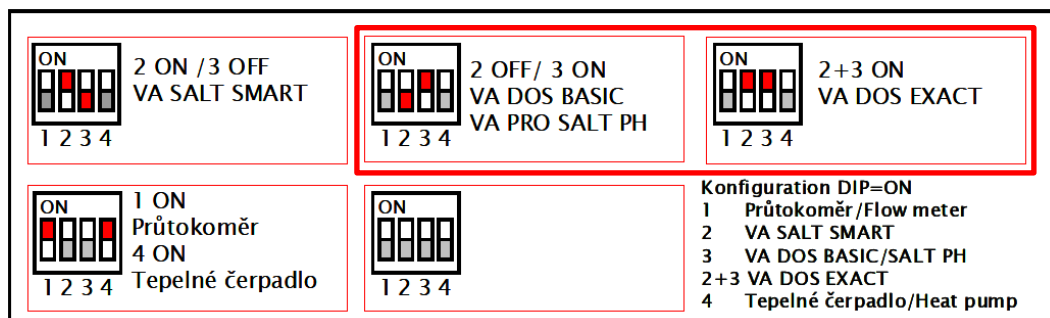 ON
2 ON /3 OFF
VA SALT SMART
1 2 3 4
ON
2 OFF/ 3 ON
VA DOS BASIC
VA PRO SALT PH
1 2 3 4
ON
2+3 ON
VA DOS EXACT
1 2 3 4
ON
1 ON
Průtokoměr
4 ON
Tepelné čerpadlo
1 2 3 4
ON
1 2 3 4
Konfiguration DIP=ON
1 Průtokoměr/Flow meter
2 VA SALT SMART
3 VA DOS BASIC/SALT PH
2+3 VA DOS EXACT
4 Tepelné čerpadlo/Heat pump